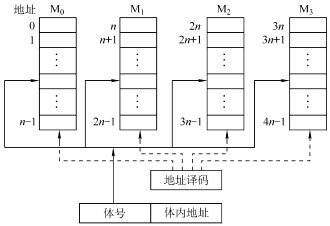 地址 M₀ M₁ M₂ M₃
0 n 2n 3n
1 n+1 2n+1 3n+1
n−1 2n−1 3n−1 4n−1
地址译码
体号 体内地址